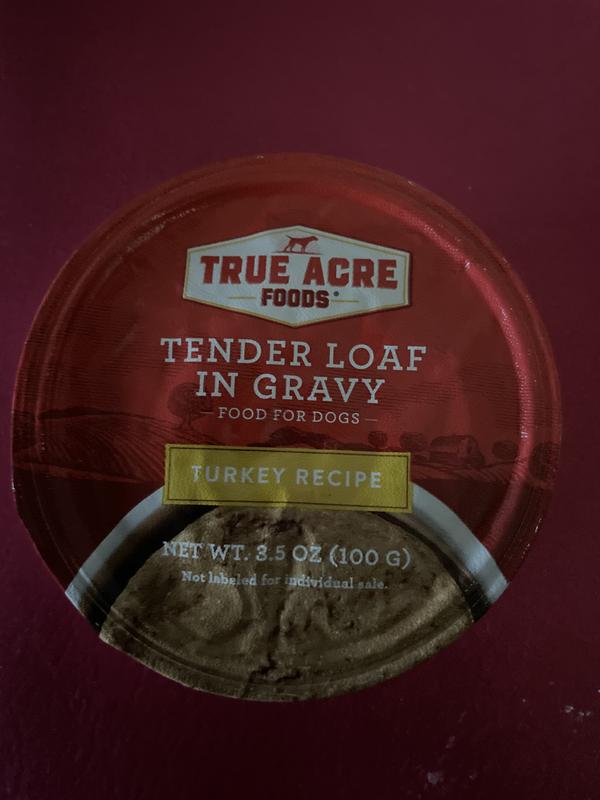 TRUE ACRE
FOODS
TENDER LOAF
IN GRAVY
FOOD FOR DOGS
TURKEY RECIPE
NET WT. 3.5 OZ (100 G)
Not labeled for individual sale.